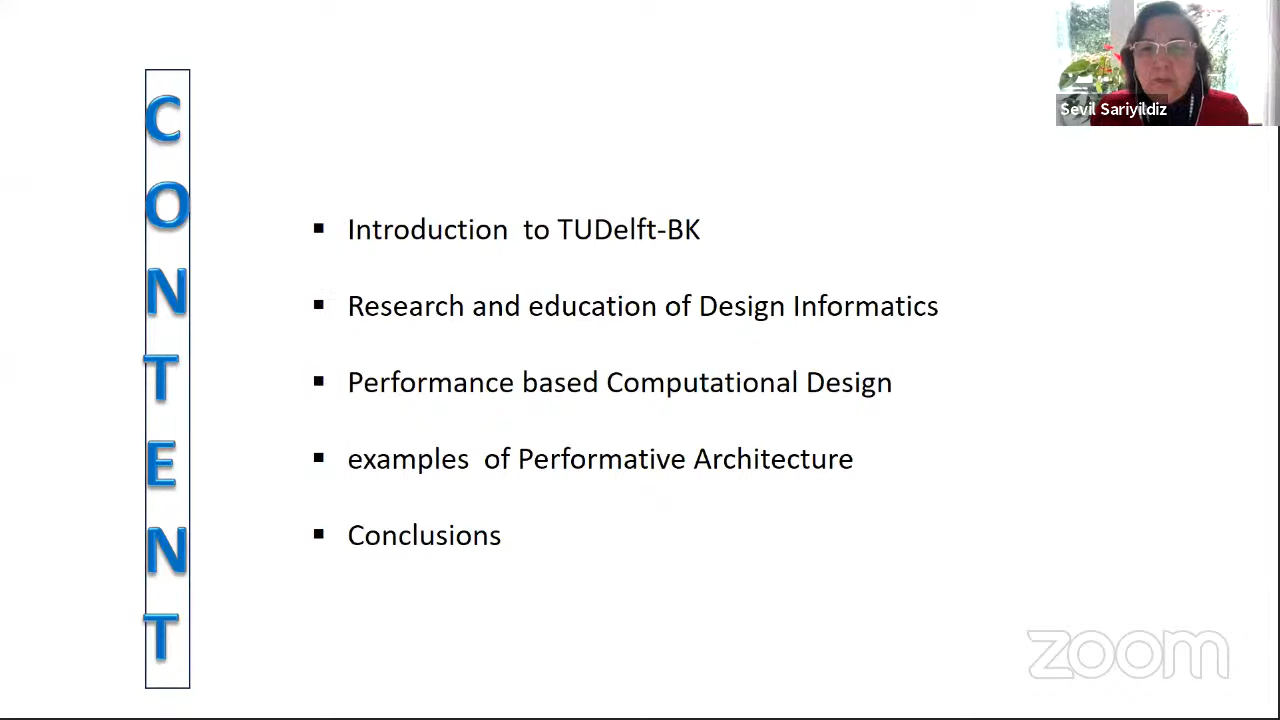 CONTENT
Sevil Sariyildiz
Introduction to TUDelft-BK
Research and education of Design Informatics
Performance based Computational Design
examples of Performative Architecture
Conclusions
zoom